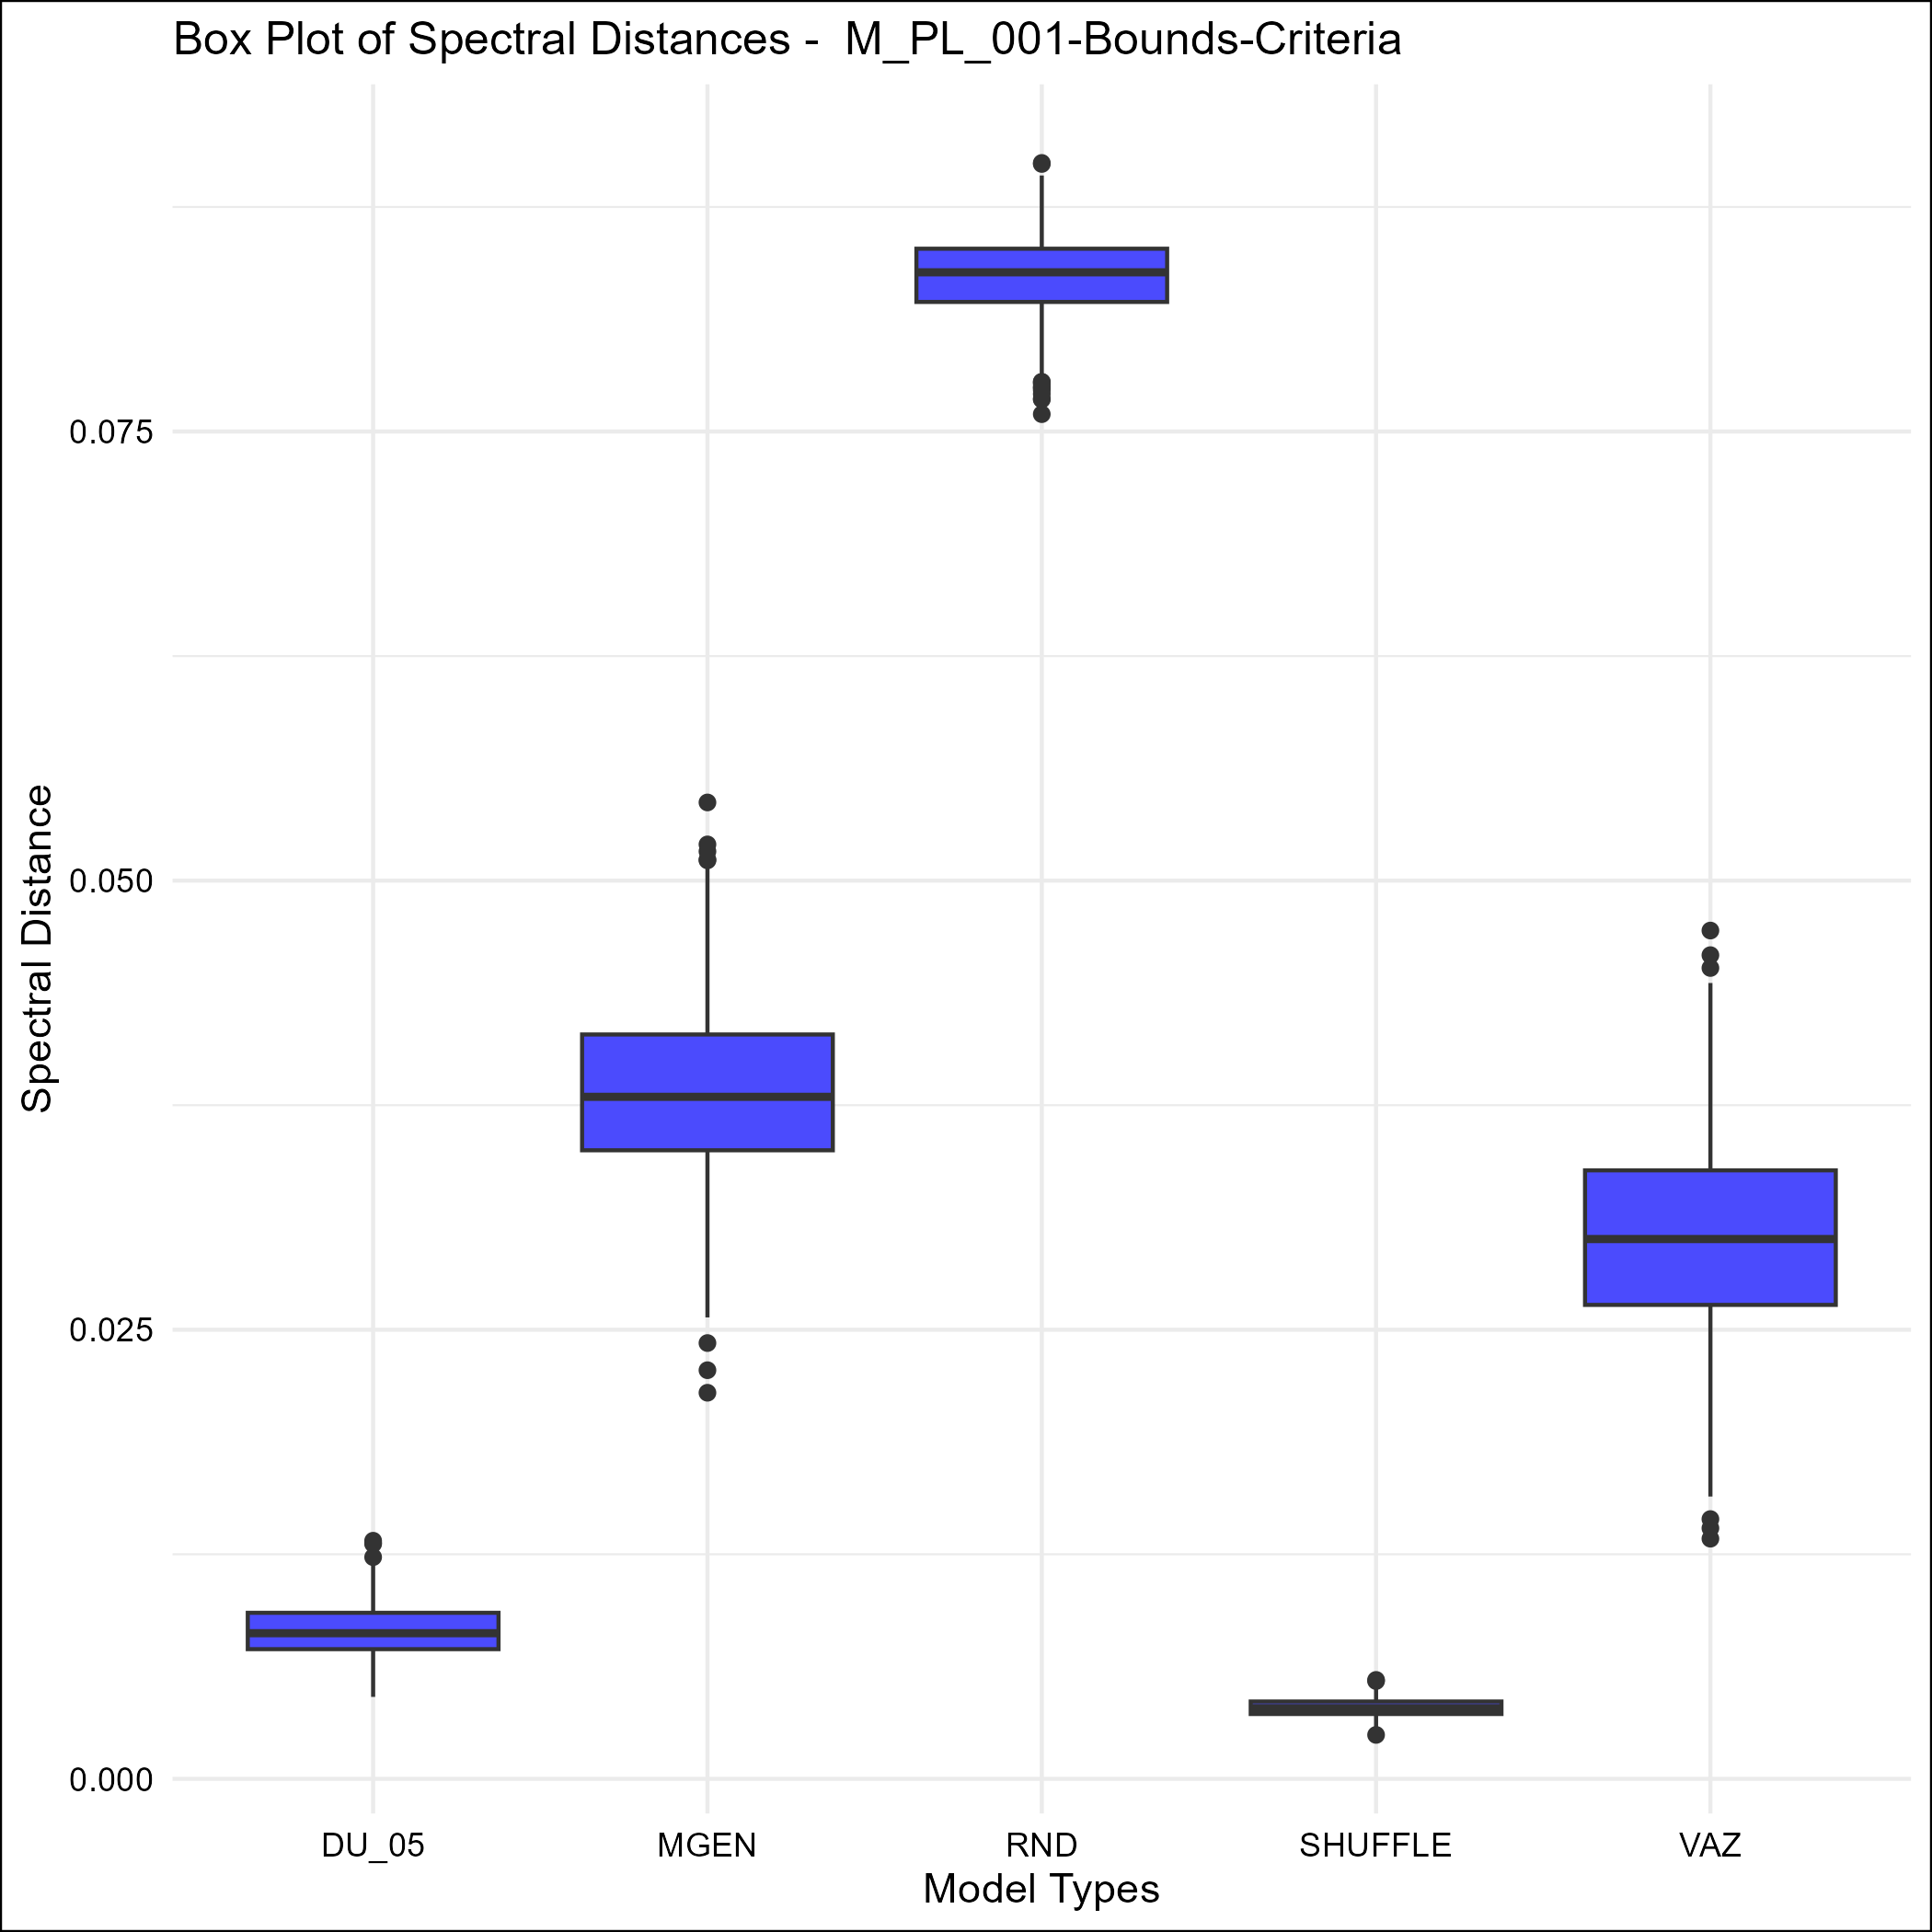 Box Plot of Spectral Distances -  M_PL_001-Bounds-Criteria
Spectral Distance
0.075
0.050
0.025
0.000
DU_05 MGEN RND SHUFFLE VAZ
Model Types